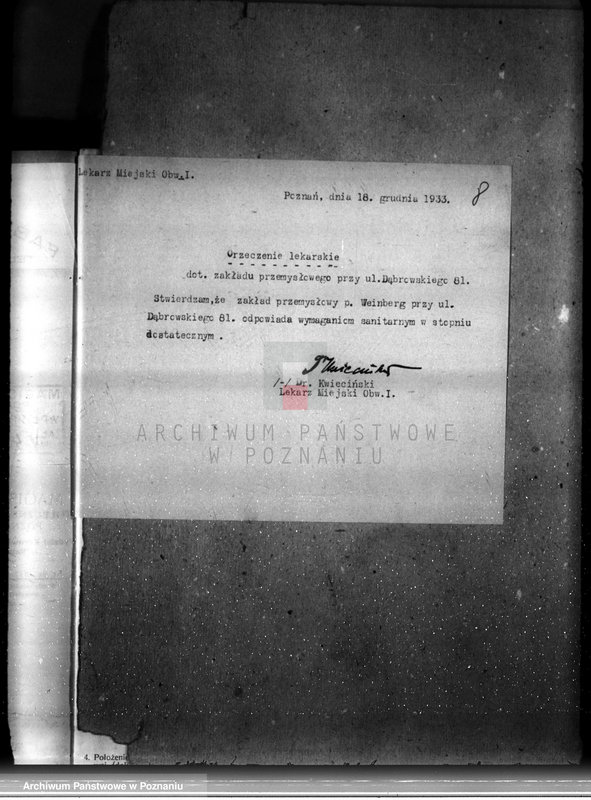 Lekarz Miejski Obw.I.
Poznań, dnia 18. grudnia 1933.
8
Orzeczenie lekarskie
dot. zakładu przemysłowego przy ul.Dąbrowskiego 81.
Stwierdzam,że zakład przemysłowy p. Weinberg przy ul.
Dąbrowskiego 81. odpowiada wymaganiom sanitarnym w stopniu
dostatecznym .
/-/ Dr. Kwieciński
Lekarz Miejski Obw.I.
ARCHIWUM PAŃSTWOWE
W POZNANIU
4. Położenie
Archiwum Państwowe w Poznaniu